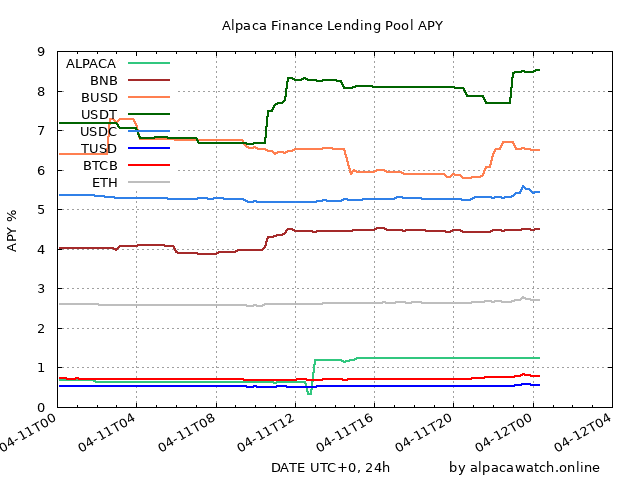 Alpaca Finance Lending Pool APY
9
8
7
6
5
4
3
2
1
0
APY %
ALPACA
BNB
BUSD
USDT
USDC
TUSD
BTCB
ETH
04-11T00
04-11T04
04-11T08
04-11T12
04-11T16
04-11T20
04-12T00
04-12T04
DATE UTC+0, 24h
by alpacawatch.online